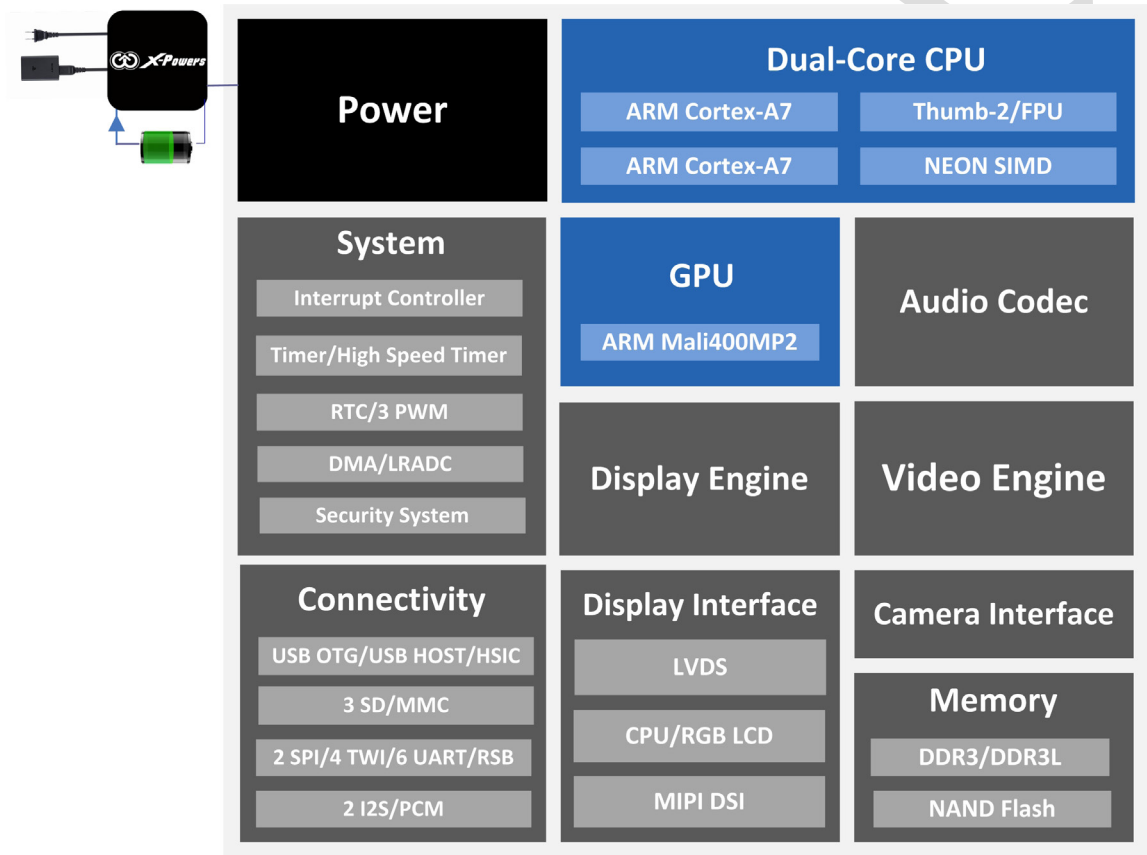 X-Powers
Power
Dual-Core CPU
ARM Cortex-A7
Thumb-2/FPU
ARM Cortex-A7
NEON SIMD
System
Interrupt Controller
Timer/High Speed Timer
RTC/3 PWM
DMA/LRADC
Security System
GPU
ARM Mali400MP2
Audio Codec
Display Engine
Video Engine
Connectivity
USB OTG/USB HOST/HSIC
3 SD/MMC
2 SPI/4 TWI/6 UART/RSB
2 I2S/PCM
Display Interface
LVDS
CPU/RGB LCD
MIPI DSI
Camera Interface
Memory
DDR3/DDR3L
NAND Flash